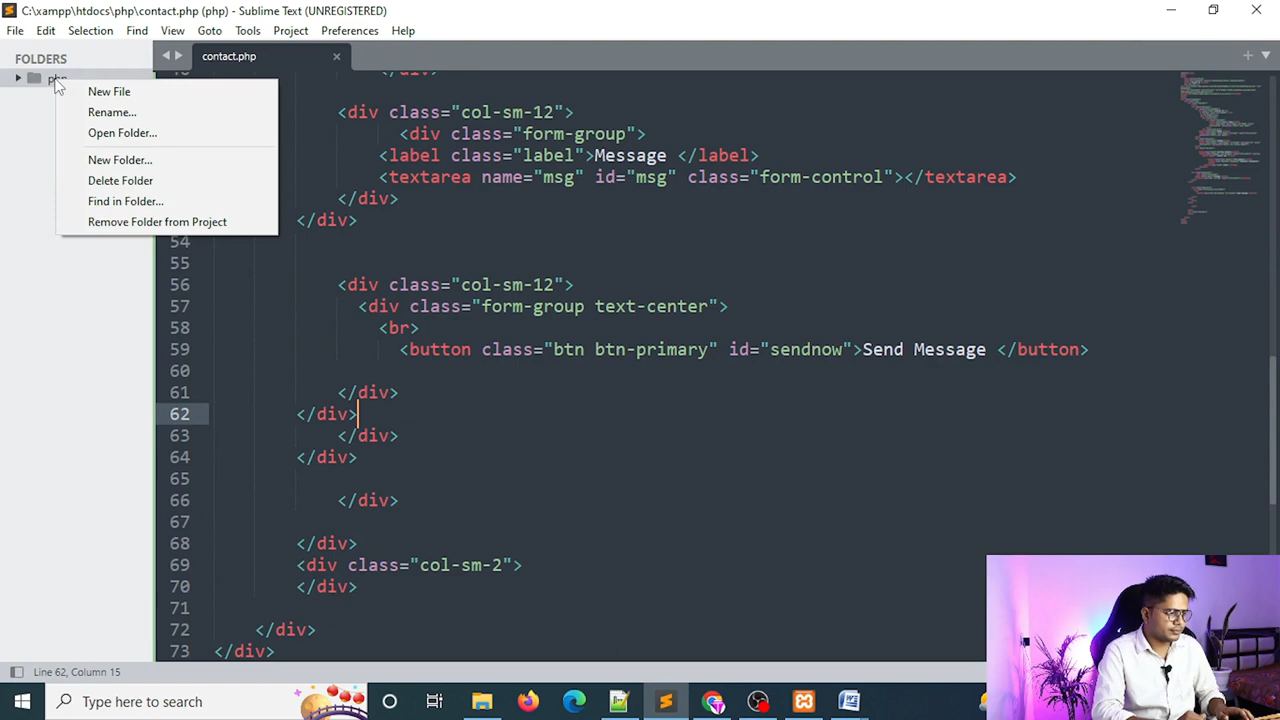 C:\xampp\htdocs\php\contact.php (php) - Sublime Text (UNREGISTERED)
File Edit Selection Find View Goto Tools Project Preferences Help
FOLDERS
contact.php
New File
Rename...
Open Folder...
New Folder...
Delete Folder
Find in Folder...
Remove Folder from Project
<div class="col-sm-12">
<div class="form-group">
<label class="label">Message </label>
<textarea name="msg" id="msg" class="form-control"></textarea>
</div>
</div>
54
55
56 <div class="col-sm-12">
57 <div class="form-group text-center">
58 <br>
59 <button class="btn btn-primary" id="sendnow">Send Message </button>
60
61 </div>
62 </div>
63 </div>
64 </div>
65
66 </div>
67
68 </div>
69 <div class="col-sm-2">
70 </div>
71
72 </div>
73 </div>
Line 62, Column 15
Type here to search